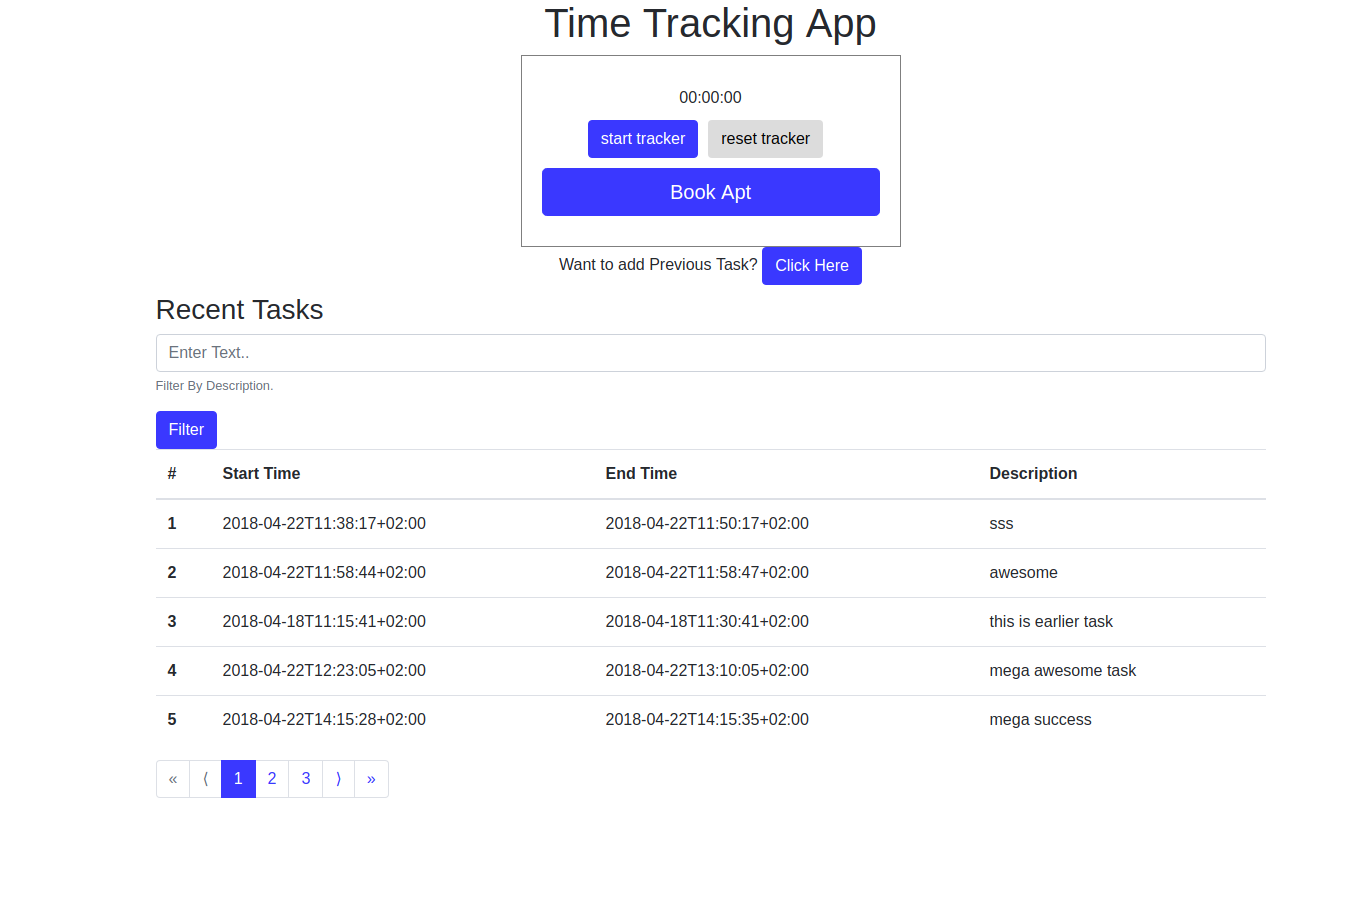 Time Tracking App
00:00:00
start tracker reset tracker
Book Apt
Want to add Previous Task? Click Here
Recent Tasks
Enter Text..
Filter By Description.
Filter
# Start Time End Time Description
1 2018-04-22T11:38:17+02:00 2018-04-22T11:50:17+02:00 sss
2 2018-04-22T11:58:44+02:00 2018-04-22T11:58:47+02:00 awesome
3 2018-04-18T11:15:41+02:00 2018-04-18T11:30:41+02:00 this is earlier task
4 2018-04-22T12:23:05+02:00 2018-04-22T13:10:05+02:00 mega awesome task
5 2018-04-22T14:15:28+02:00 2018-04-22T14:15:35+02:00 mega success
« ⟨ 1 2 3 ⟩ »